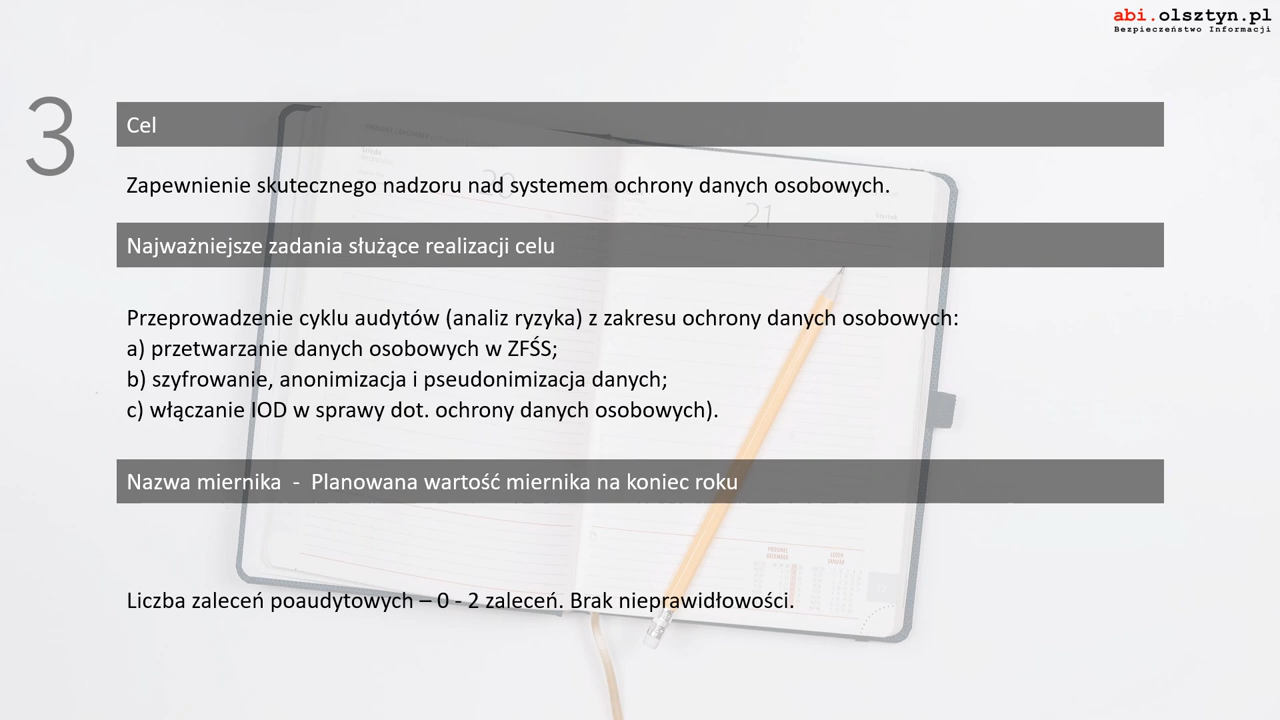 abi.olsztyn.pl
Bezpieczeństwo Informacji
3
Cel
Zapewnienie skutecznego nadzoru nad systemem ochrony danych osobowych.
Najważniejsze zadania służące realizacji celu
Przeprowadzenie cyklu audytów (analiz ryzyka) z zakresu ochrony danych osobowych:
a) przetwarzanie danych osobowych w ZFŚS;
b) szyfrowanie, anonimizacja i pseudonimizacja danych;
c) włączanie IOD w sprawy dot. ochrony danych osobowych).
Nazwa miernika - Planowana wartość miernika na koniec roku
Liczba zaleceń poaudytowych – 0 - 2 zaleceń. Brak nieprawidłowości.
20
21